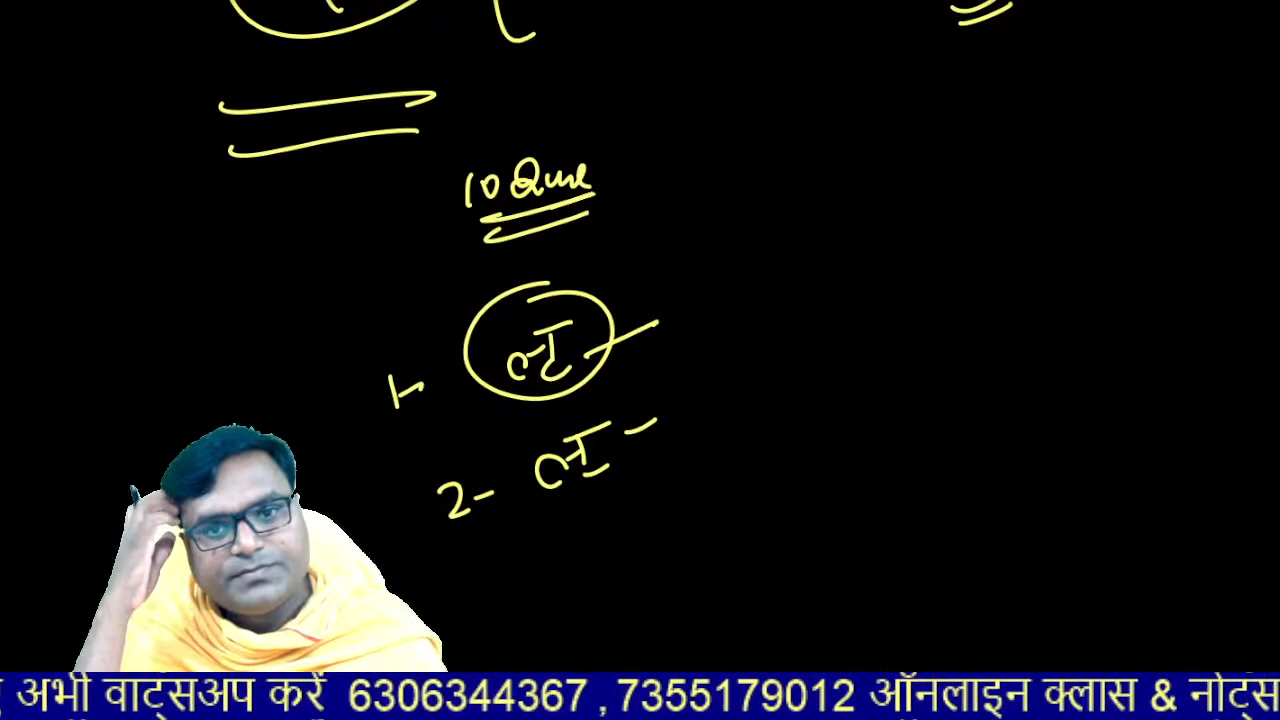 10 Que
1-
2-
ए अभी वाट्सअप करें 6306344367 , 7355179012 ऑनलाइन क्लास & नोट्स